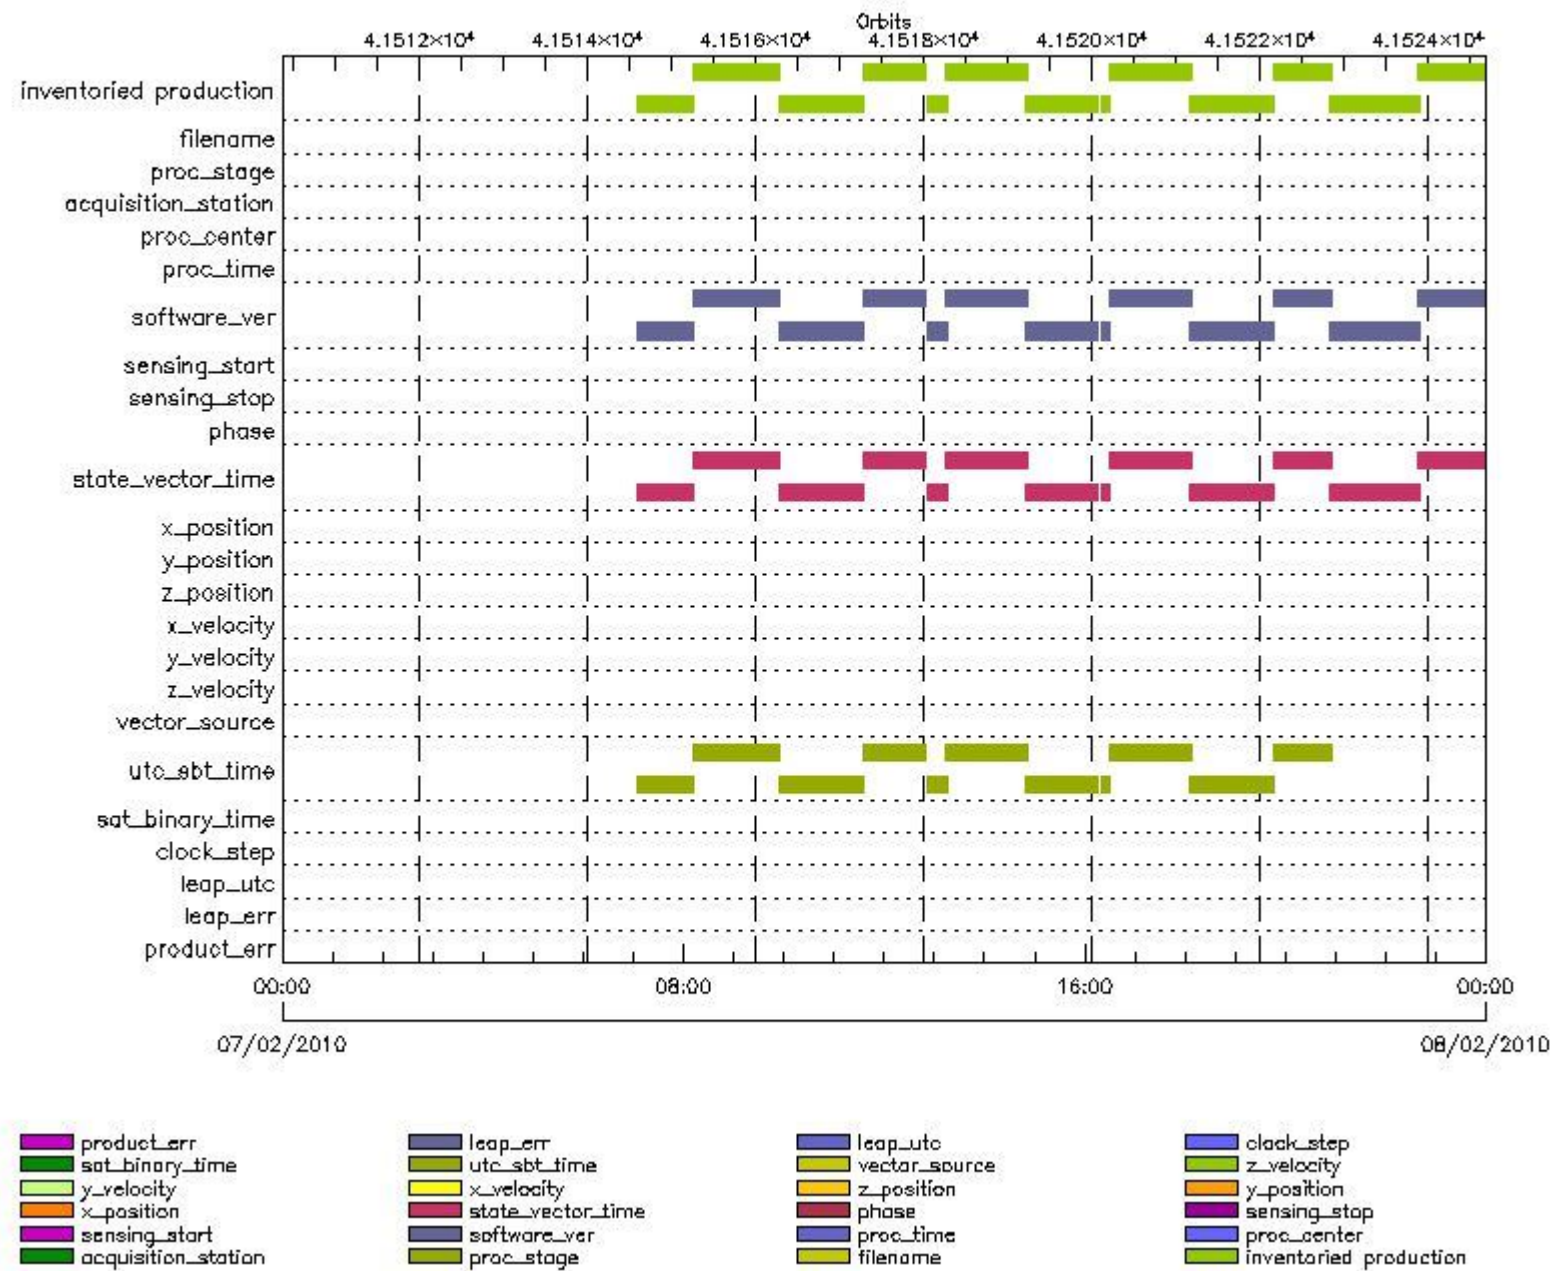 Orbits
4.1512×10⁴ 4.1514×10⁴ 4.1516×10⁴ 4.1518×10⁴ 4.1520×10⁴ 4.1522×10⁴ 4.1524×10⁴
inventoried production
filename
proc_stage
acquisition_station
proc_center
proc_time
software_ver
sensing_start
sensing_stop
phase
state_vector_time
x_position
y_position
z_position
x_velocity
y_velocity
z_velocity
vector_source
utc_sbt_time
sat_binary_time
clock_step
leap_utc
leap_err
product_err
00:00 08:00 16:00 00:00
07/02/2010 08/02/2010
product_err leap_err leap_utc clock_step
sat_binary_time utc_sbt_time vector_source z_velocity
y_velocity x_velocity z_position y_position
x_position state_vector_time phase sensing_stop
sensing_start software_ver proc_time proc_center
acquisition_station proc_stage filename inventoried production